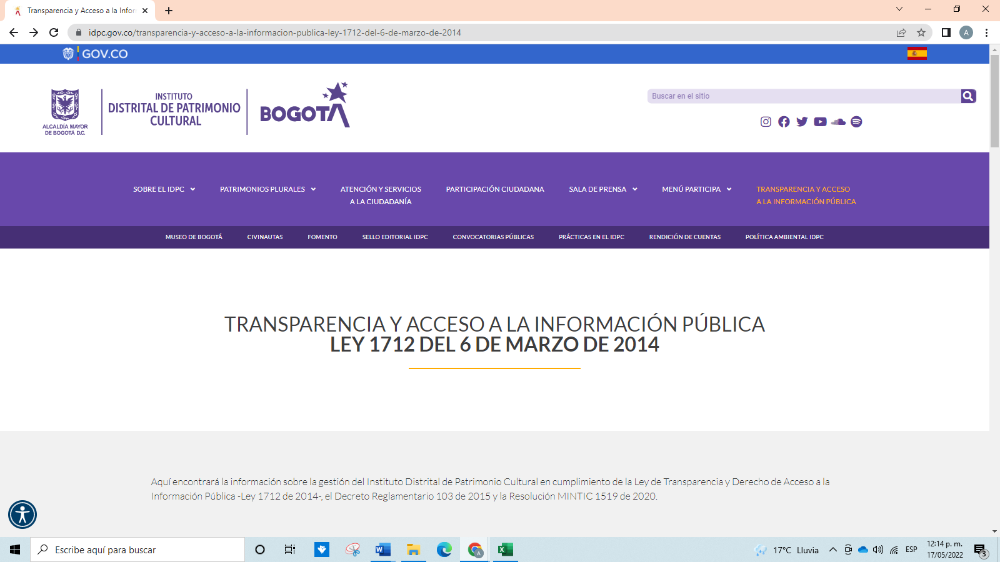 Transparencia y Acceso a la Infor
idpc.gov.co/transparencia-y-acceso-a-la-informacion-publica-ley-1712-del-6-de-marzo-de-2014
A
GOV.CO
ALCALDÍA MAYOR
DE BOGOTÁ D.C.
INSTITUTO
DISTRITAL DE PATRIMONIO
CULTURAL
BOGOTÁ
Buscar en el sitio
SOBRE EL IDPC
PATRIMONIOS PLURALES
ATENCIÓN Y SERVICIOS
A LA CIUDADANÍA
PARTICIPACIÓN CIUDADANA
SALA DE PRENSA
MENÚ PARTICIPA
TRANSPARENCIA Y ACCESO
A LA INFORMACIÓN PÚBLICA
MUSEO DE BOGOTÁ
CIVINAUTAS
FOMENTO
SELLO EDITORIAL IDPC
CONVOCATORIAS PÚBLICAS
PRÁCTICAS EN EL IDPC
RENDICIÓN DE CUENTAS
POLÍTICA AMBIENTAL IDPC
TRANSPARENCIA Y ACCESO A LA INFORMACIÓN PÚBLICA
LEY 1712 DEL 6 DE MARZO DE 2014
Aquí encontrará la información sobre la gestión del Instituto Distrital de Patrimonio Cultural en cumplimiento de la Ley de Transparencia y Derecho de Acceso a la
Información Pública -Ley 1712 de 2014-, el Decreto Reglamentario 103 de 2015 y la Resolución MINTIC 1519 de 2020.
Escribe aquí para buscar
W
A
X
17°C Lluvia
ESP
12:14 p. m.
17/05/2022
3